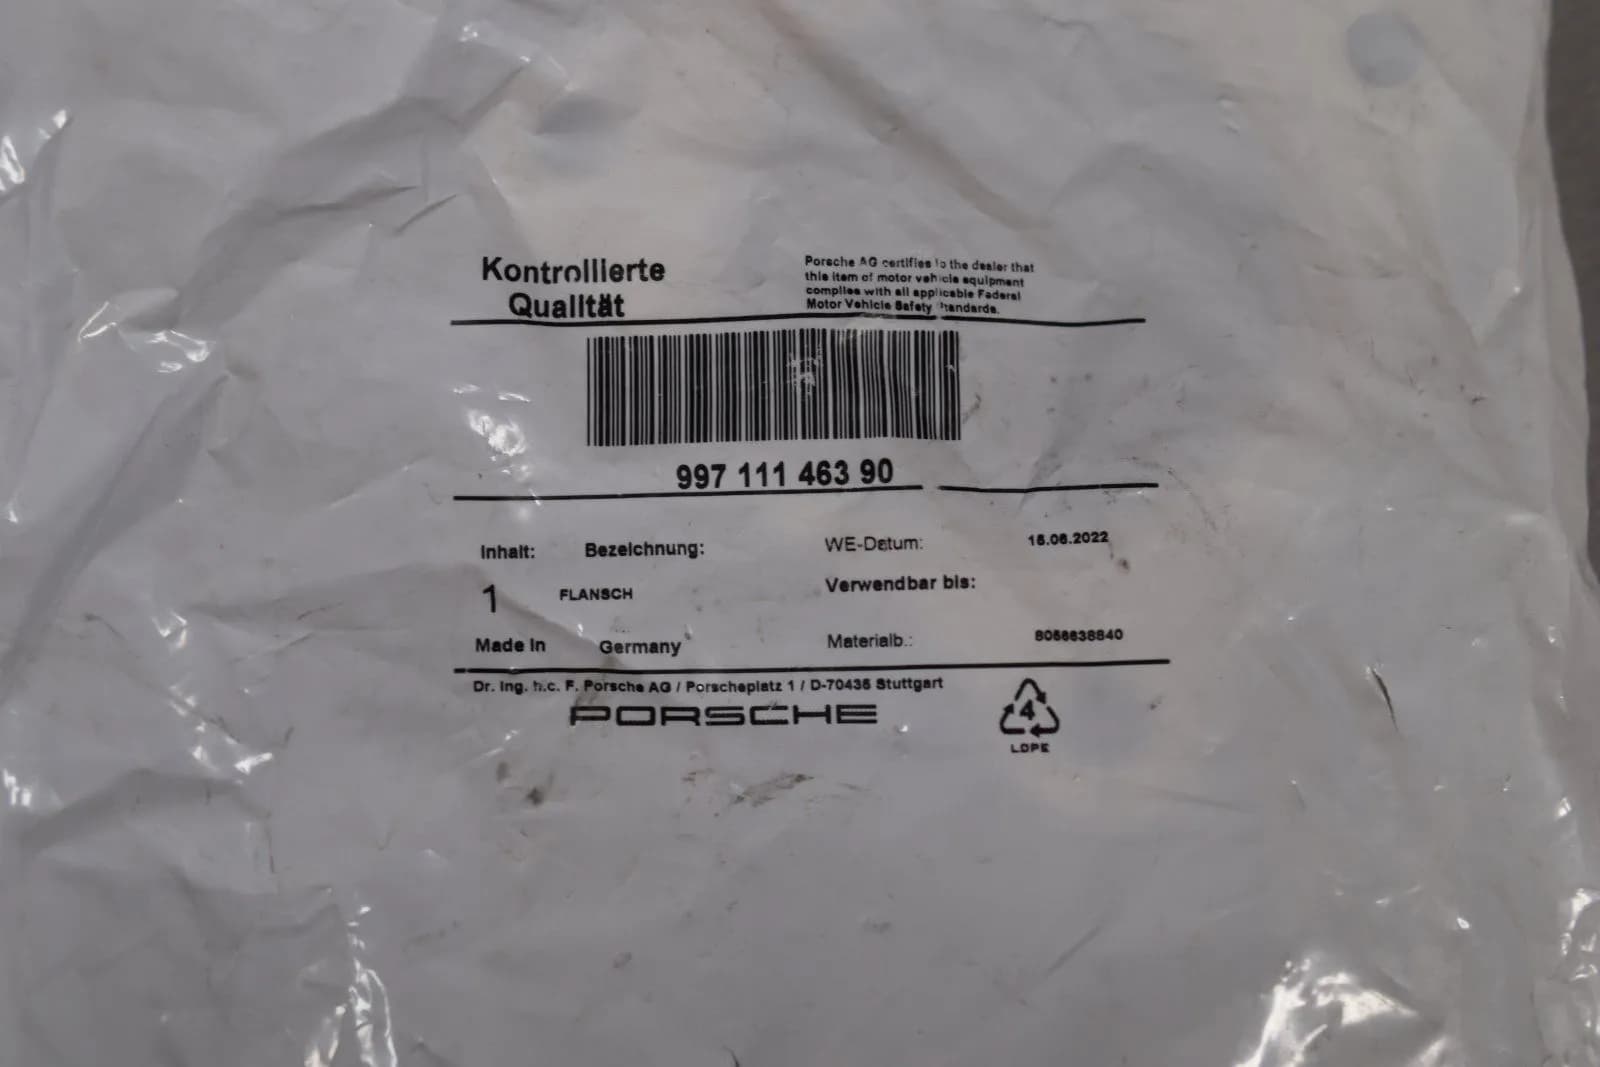 Kontrollierte
Qualität
Porsche AG certifies to the dealer that
this item of motor vehicle equipment
complies with all applicable Federal
Motor Vehicle Safety Standards.
997 111 463 90
Inhalt: Bezeichnung: WE-Datum: 15.06.2022
1 FLANSCH Verwendbar bis:
Made in Germany Materialb.: 8056638840
Dr. Ing. h.c. F. Porsche AG / Porscheplatz 1 / D-70435 Stuttgart
PORSCHE
4
LDPE